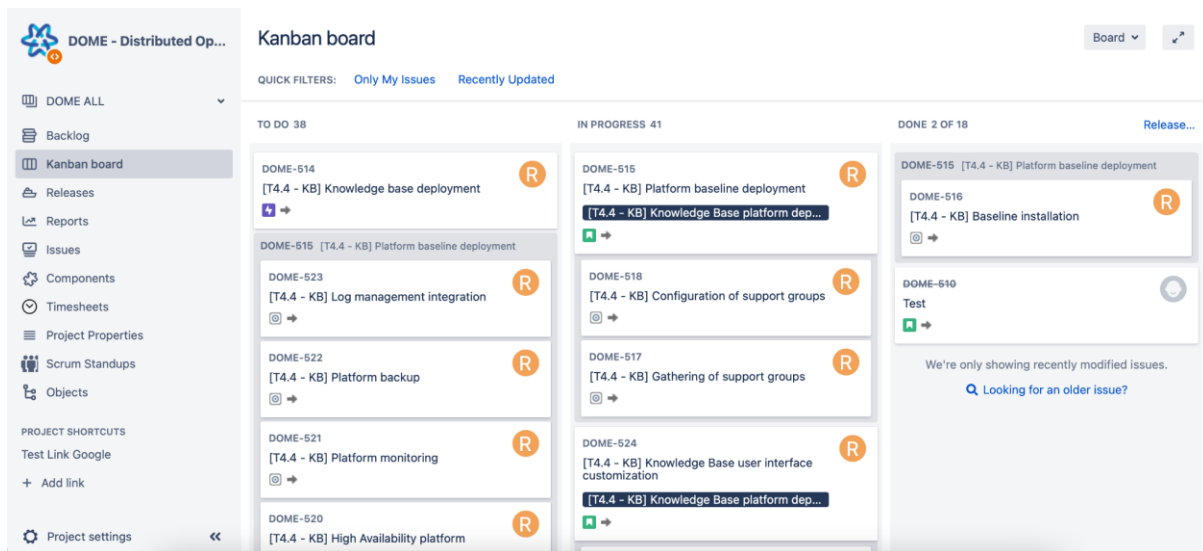 DOME - Distributed Op...
DOME ALL
Backlog
Kanban board
Releases
Reports
Issues
Components
Timesheets
Project Properties
Scrum Standups
Objects
PROJECT SHORTCUTS
Test Link Google
+ Add link
Project settings
Kanban board
Board
QUICK FILTERS: Only My Issues Recently Updated
TO DO 38
DOME-514
R
[T4.4 - KB] Knowledge base deployment
DOME-515 [T4.4 - KB] Platform baseline deployment
DOME-523
R
[T4.4 - KB] Log management integration
DOME-522
R
[T4.4 - KB] Platform backup
DOME-521
R
[T4.4 - KB] Platform monitoring
DOME-520
R
[T4.4 - KB] High Availability platform
IN PROGRESS 41
DOME-515
R
[T4.4 - KB] Platform baseline deployment
[T4.4 - KB] Knowledge Base platform dep...
DOME-518
R
[T4.4 - KB] Configuration of support groups
DOME-517
R
[T4.4 - KB] Gathering of support groups
DOME-524
R
[T4.4 - KB] Knowledge Base user interface
customization
[T4.4 - KB] Knowledge Base platform dep...
DONE 2 OF 18
Release...
DOME-515 [T4.4 - KB] Platform baseline deployment
DOME-516
R
[T4.4 - KB] Baseline installation
DOME-510
Test
We're only showing recently modified issues.
Looking for an older issue?